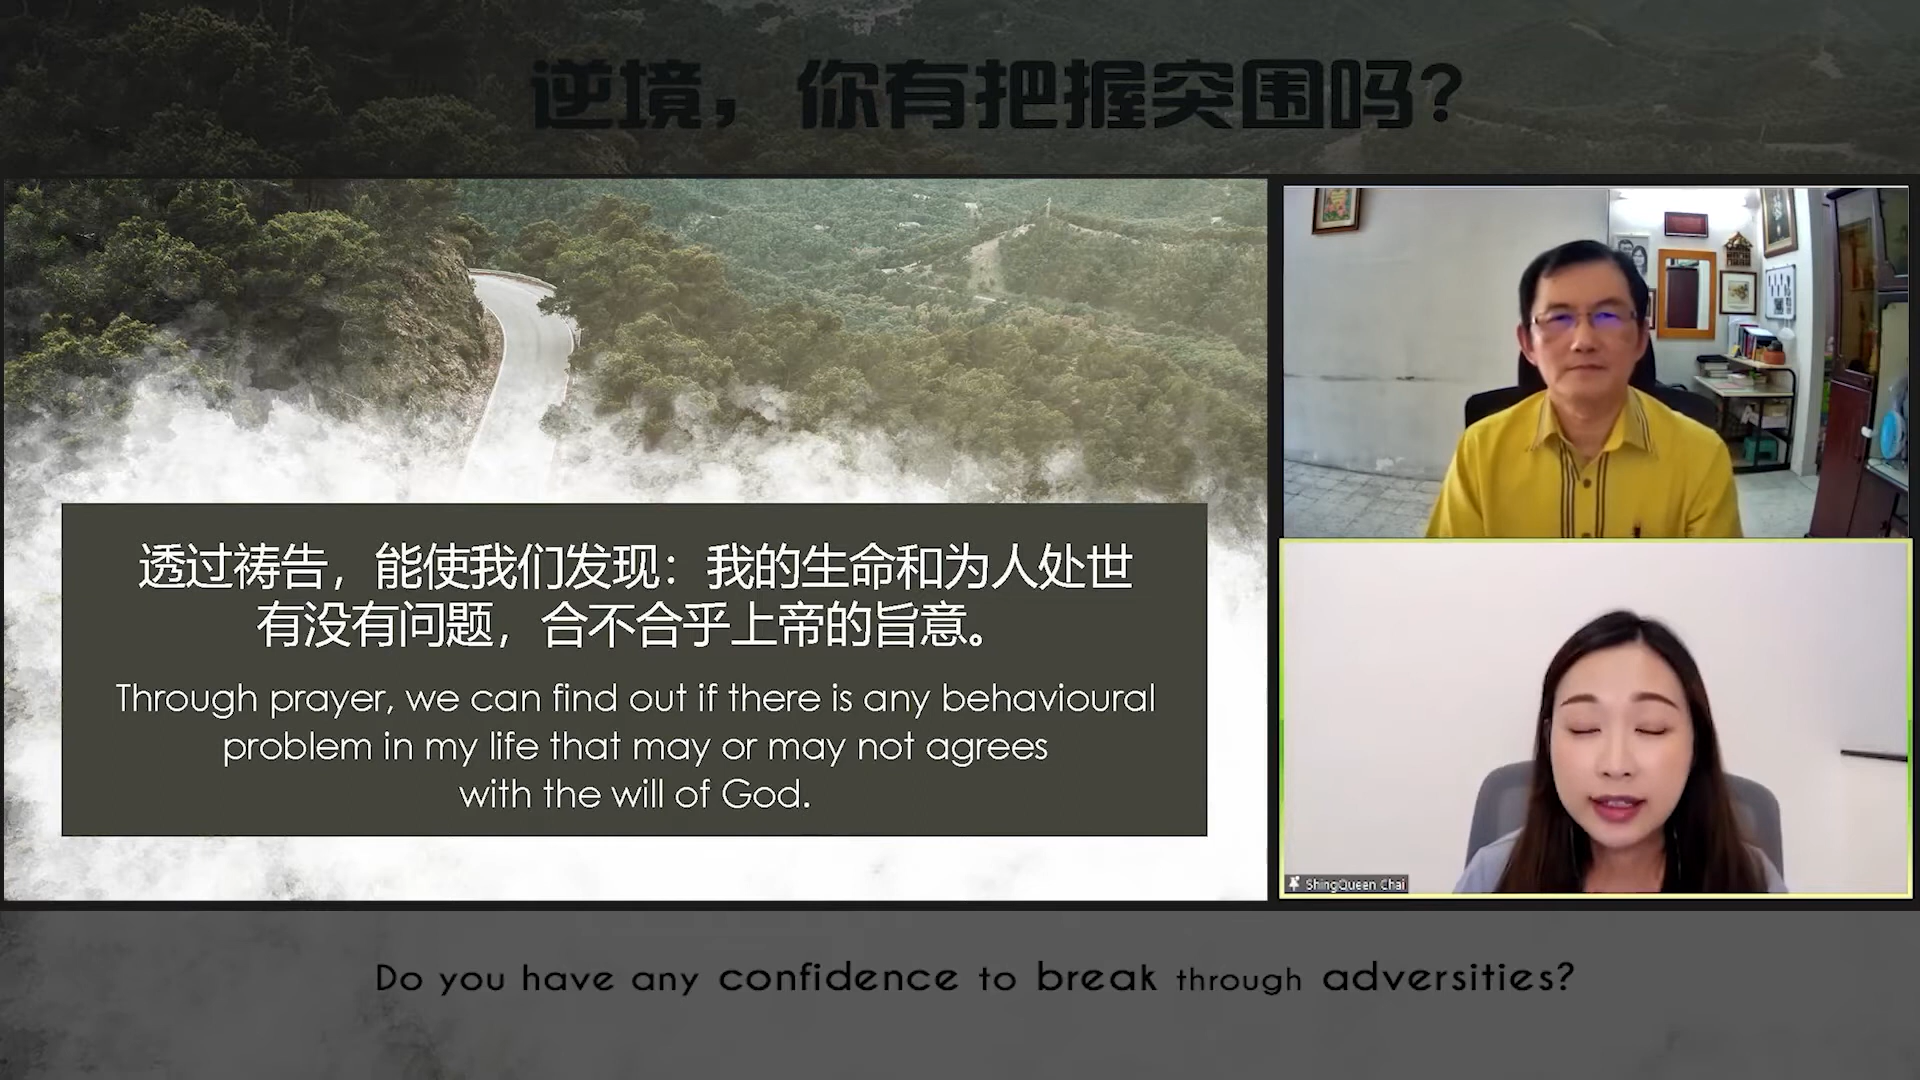 逆境，你有把握突围吗？
透过祷告，能使我们发现：我的生命和为人处世
有没有问题，合不合乎上帝的旨意。
Through prayer, we can find out if there is any behavioural
problem in my life that may or may not agrees
with the will of God.
ShingQueen Chai
Do you have any confidence to break through adversities?